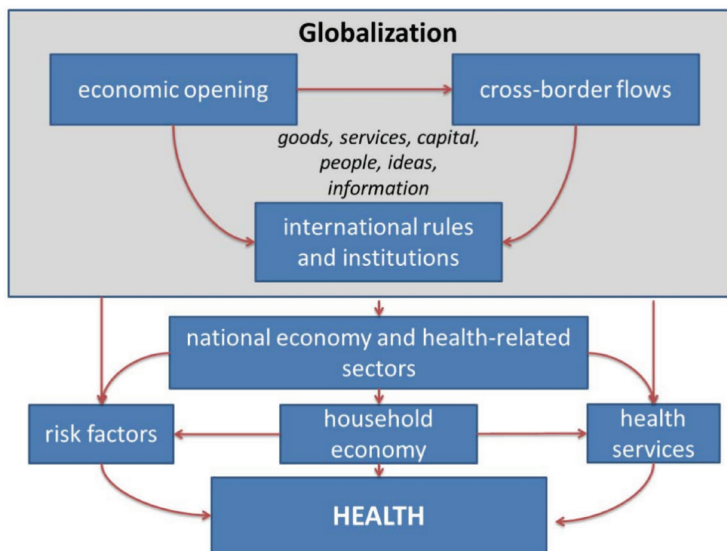 Globalization
economic opening
cross-border flows
goods, services, capital,
people, ideas,
information
international rules
and institutions
national economy and health-related
sectors
risk factors
household
economy
health
services
HEALTH